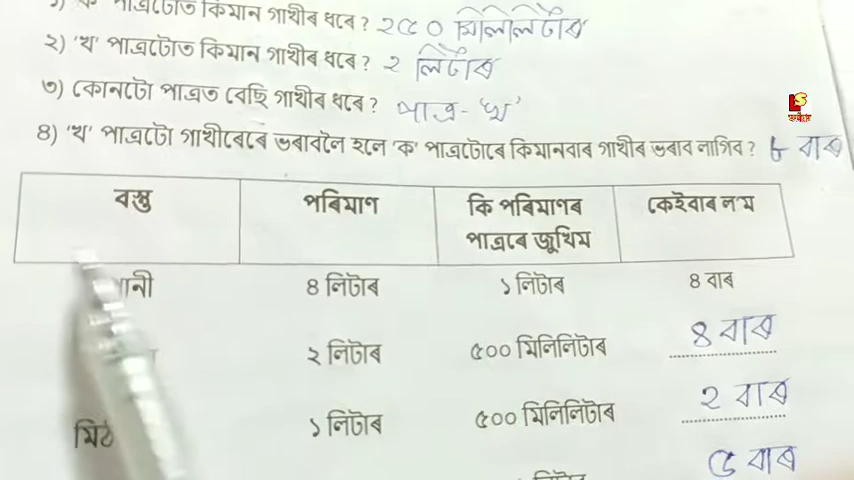 ১) 'ক' পাত্ৰটোত কিমান গাখীৰ ধৰে ? ২৫০ মিলিলিটাৰ
২) 'খ' পাত্ৰটোত কিমান গাখীৰ ধৰে ? ২ লিটাৰ
৩) কোনটো পাত্ৰত বেছি গাখীৰ ধৰে ? পাত্ৰ-'খ'
৪) 'খ' পাত্ৰটো গাখীৰেৰে ভৰাবলৈ হলে 'ক' পাত্ৰটোৰে কিমানবাৰ গাখীৰ ভৰাব লাগিব ? ৮ বাৰ
বস্তু পৰিমাণ কি পৰিমাণৰ পাত্ৰৰে জুখিম কেইবাৰ ল'ম
৪ লিটাৰ ১ লিটাৰ ৪ বাৰ
২ লিটাৰ ৫০০ মিলিলিটাৰ ৪ বাৰ
১ লিটাৰ ৫০০ মিলিলিটাৰ ২ বাৰ
লিটাৰ ৫ বাৰ
LS